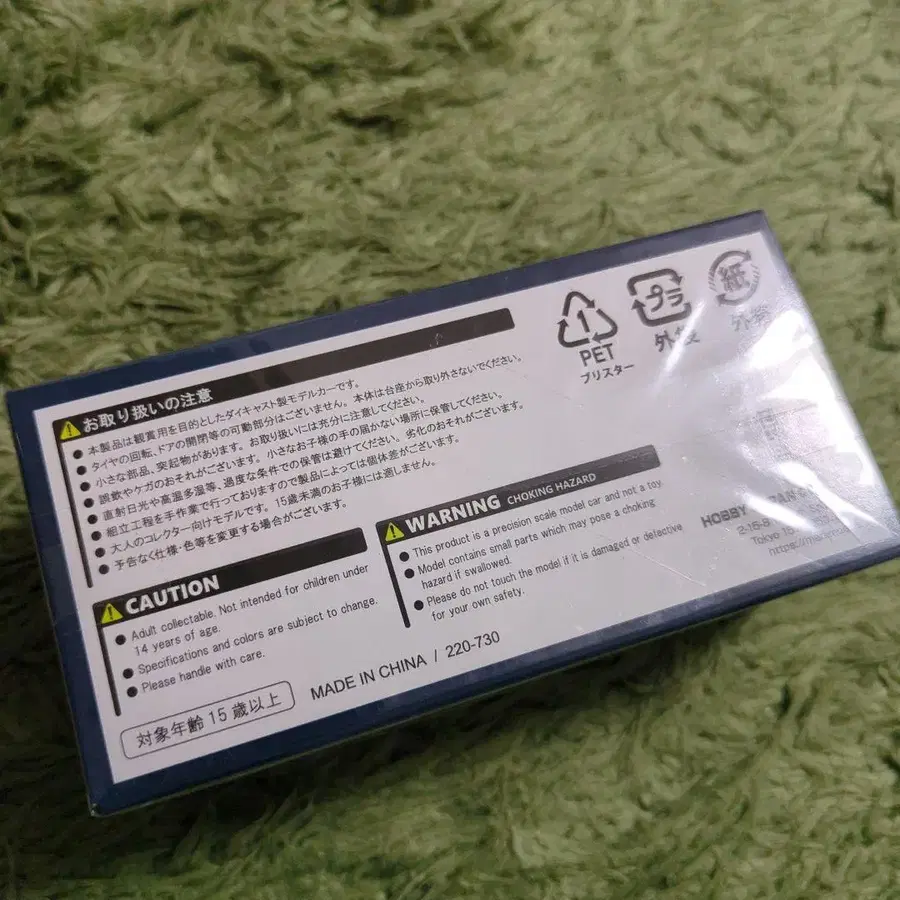 お取り扱いの注意
● 本製品は観賞用を目的としたダイキャスト製モデルカーです。
● タイヤの回転、ドアの開閉等の可動部分はございません。本体は台座から取り外さないでください。
● 小さな部品、突起物があります。お取り扱いには充分に注意してください。
● 誤飲やケガのおそれがございます。小さなお子様の手の届かない場所に保管してください。
● 直射日光や高温多湿等、過度な条件での保管は避けてください。劣化のおそれがございます。
● 組立工程を手作業で行っておりますので製品によっては個体差がございます。
● 大人のコレクター向けモデルです。15歳未満のお子様には適しません。
● 予告なく仕様・色等を変更する場合がございます。
1
PET
ブリスター
プラ
外袋
紙
外箱
CAUTION
● Adult collectable. Not intended for children under
14 years of age.
● Specifications and colors are subject to change.
● Please handle with care.
WARNING CHOKING HAZARD
● This product is a precision scale model car and not a toy.
● Model contains small parts which may pose a choking
hazard if swallowed.
● Please do not touch the model if it is damaged or defective
for your own safety.
対象年齢 15 歳以上
MADE IN CHINA / 220-730
HOBBY
2-15-8
Tokyo